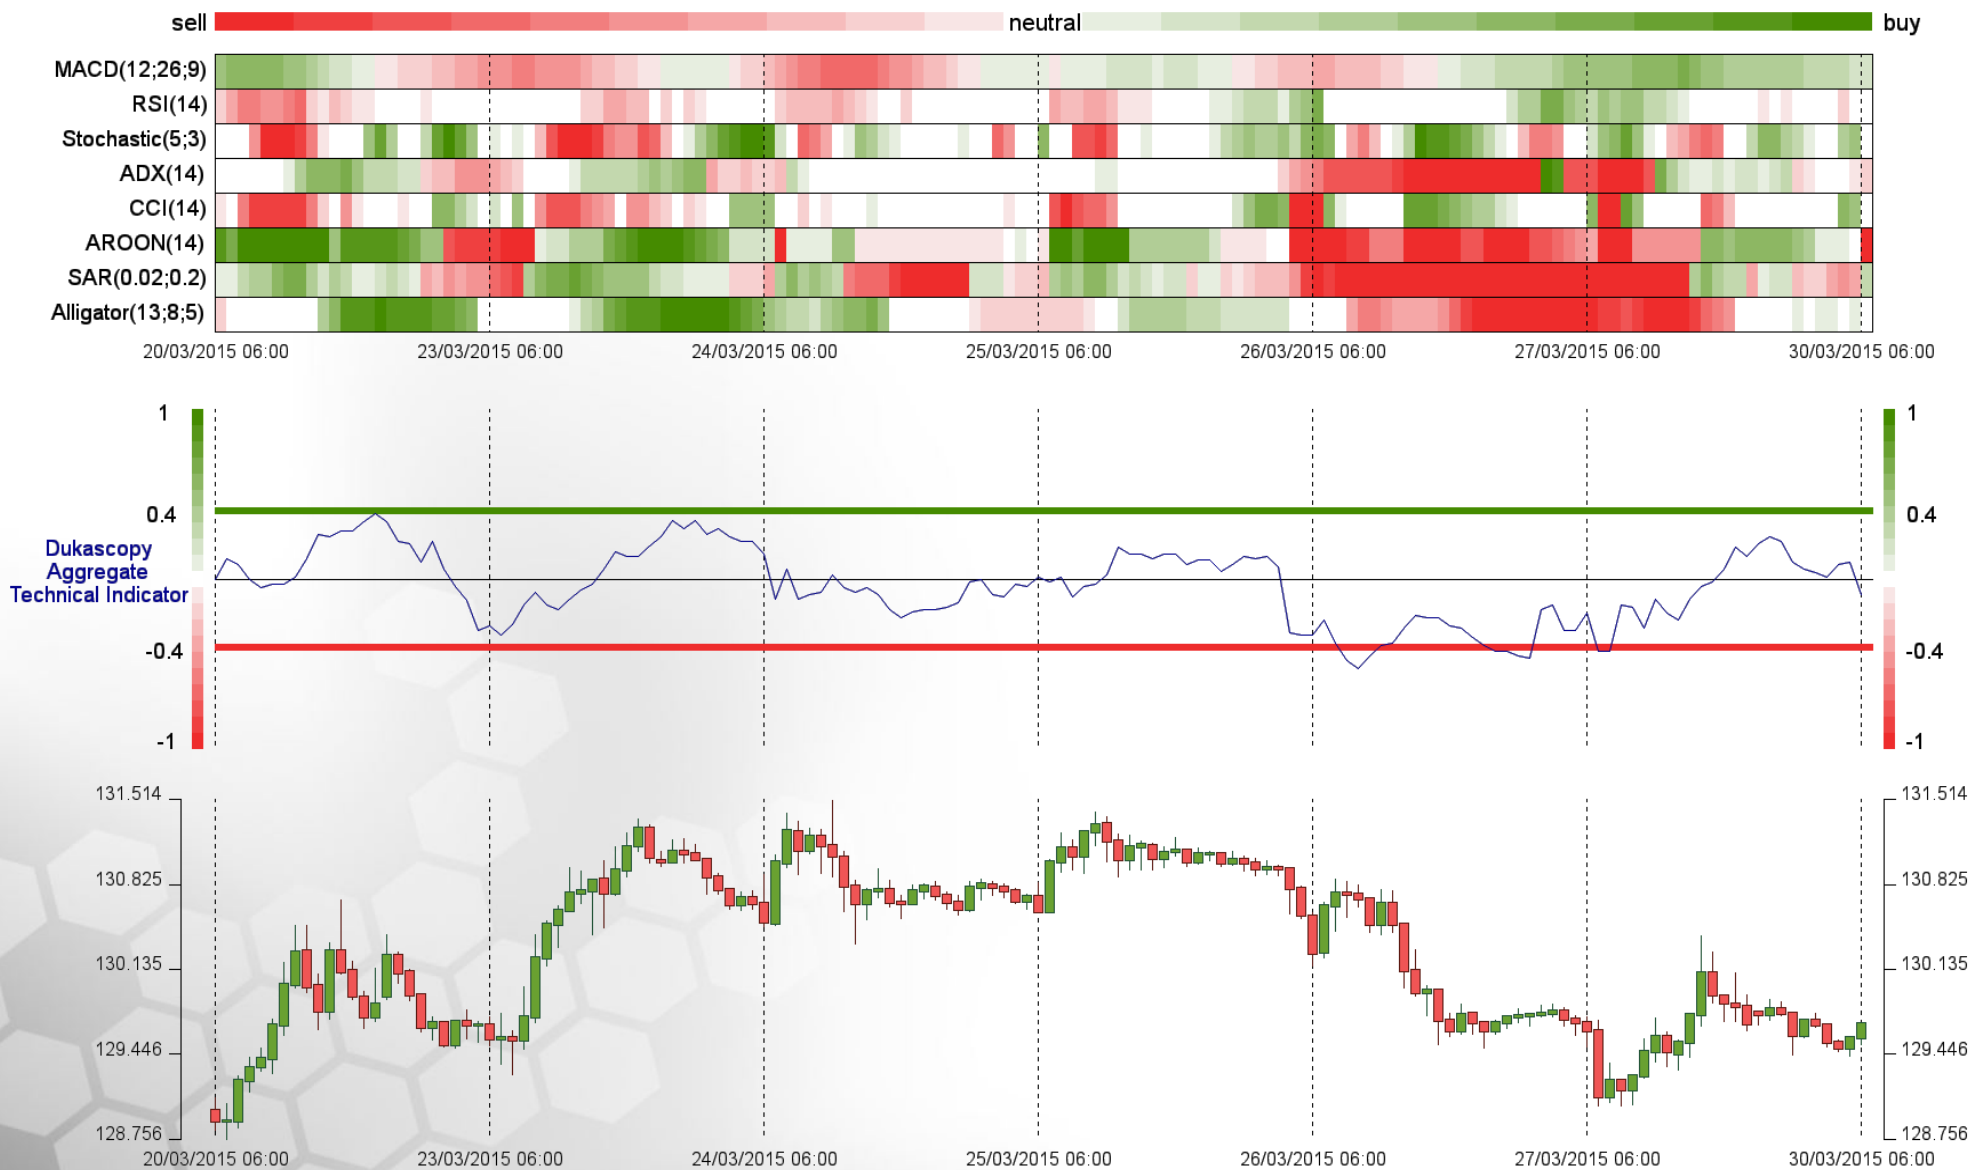 sell neutral buy
MACD(12;26;9)
RSI(14)
Stochastic(5;3)
ADX(14)
CCI(14)
AROON(14)
SAR(0.02;0.2)
Alligator(13;8;5)
20/03/2015 06:00 23/03/2015 06:00 24/03/2015 06:00 25/03/2015 06:00 26/03/2015 06:00 27/03/2015 06:00 30/03/2015 06:00
1 1
0.4 0.4
Dukascopy
Aggregate
Technical Indicator
-0.4 -0.4
-1 -1
131.514 131.514
130.825 130.825
130.135 130.135
129.446 129.446
128.756 128.756
20/03/2015 06:00 23/03/2015 06:00 24/03/2015 06:00 25/03/2015 06:00 26/03/2015 06:00 27/03/2015 06:00 30/03/2015 06:00